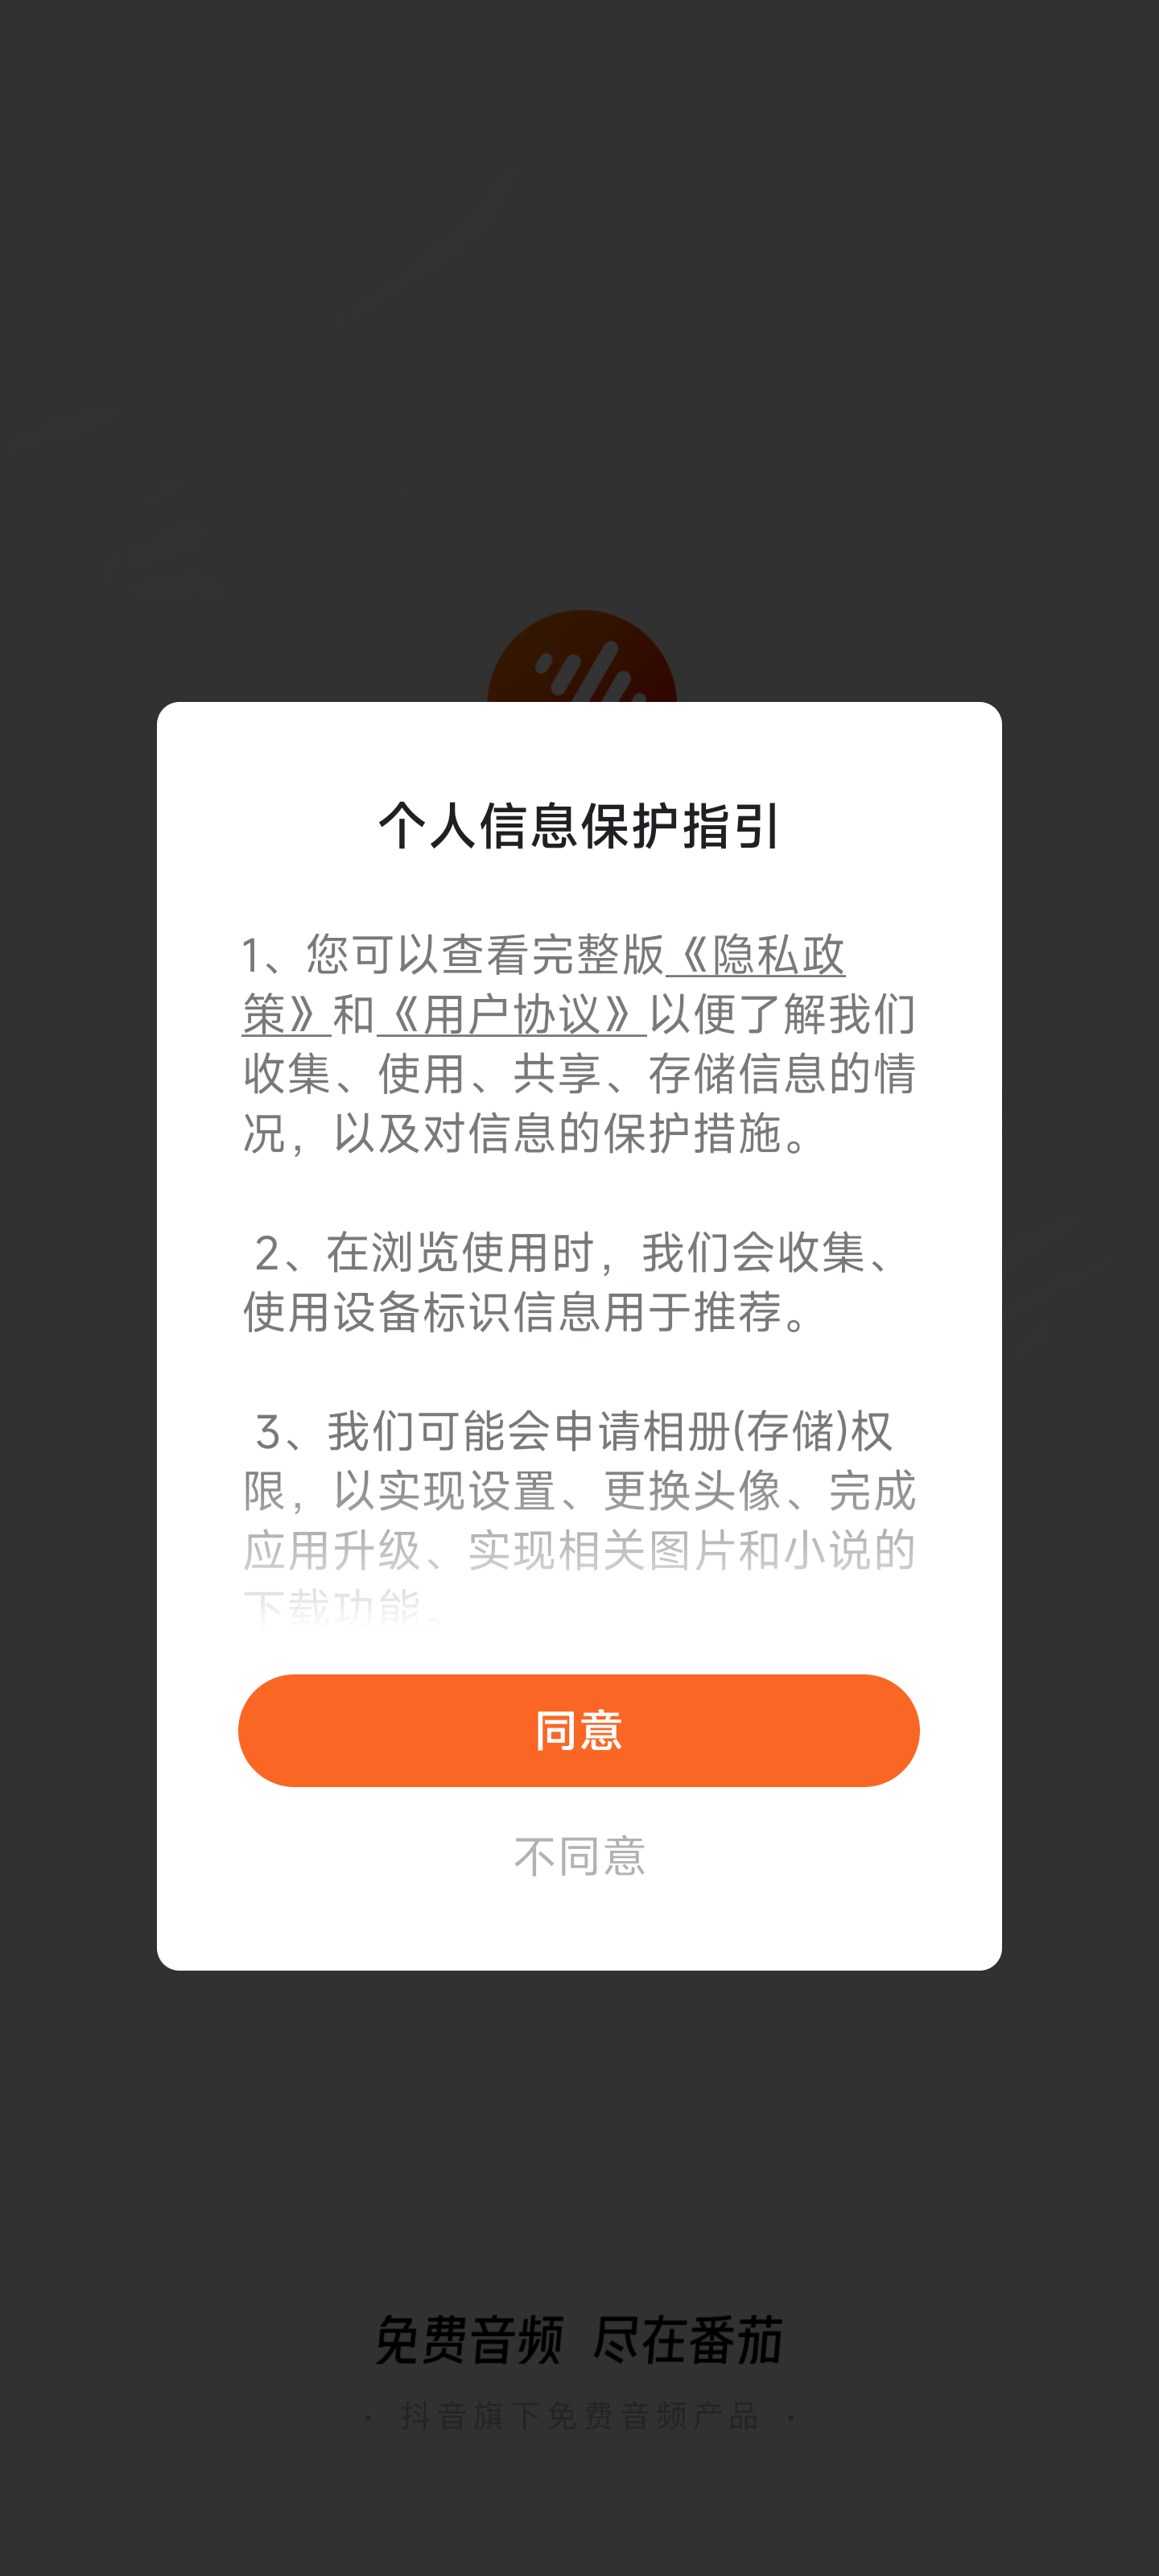 个人信息保护指引
1、您可以查看完整版《隐私政
策》和《用户协议》以便了解我们
收集、使用、共享、存储信息的情
况，以及对信息的保护措施。
2、在浏览使用时，我们会收集、
使用设备标识信息用于推荐。
3、我们可能会申请相册(存储)权
限，以实现设置、更换头像、完成
应用升级、实现相关图片和小说的
下载功能。
同意
不同意
免费音频 尽在番茄
· 抖音旗下免费音频产品 ·